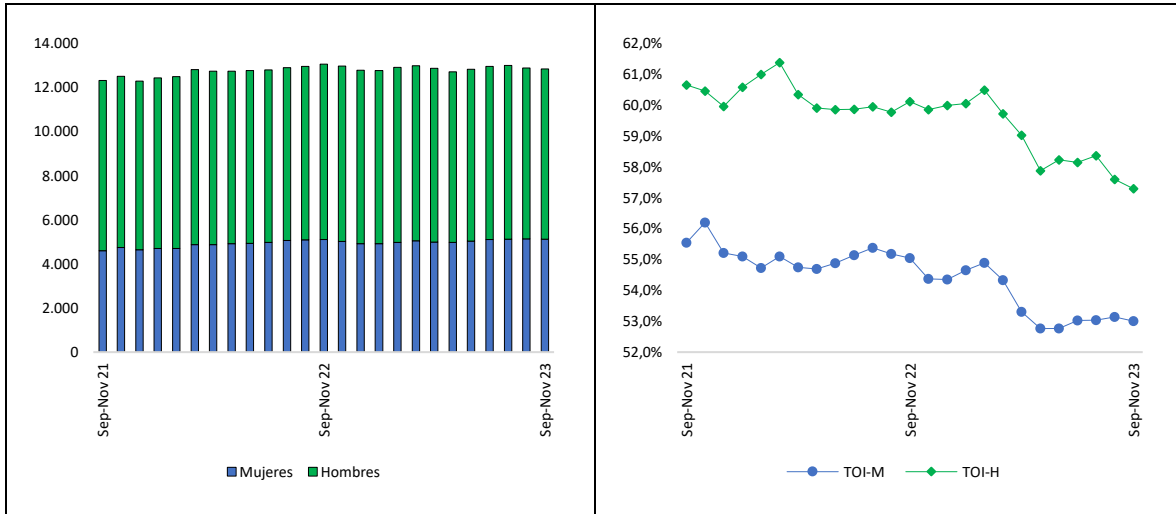 14.000
12.000
10.000
8.000
6.000
4.000
2.000
0
Sep-Nov 21
Sep-Nov 22
Sep-Nov 23
Mujeres Hombres
62,0%
61,0%
60,0%
59,0%
58,0%
57,0%
56,0%
55,0%
54,0%
53,0%
52,0%
Sep-Nov 21
Sep-Nov 22
Sep-Nov 23
TOI-M TOI-H